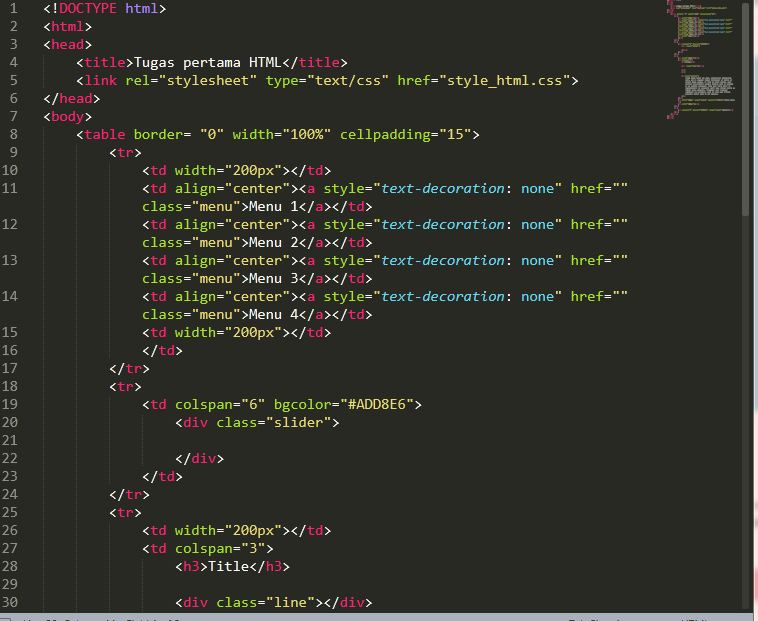 1 <!DOCTYPE html>
2 <html>
3 <head>
4 <title>Tugas pertama HTML</title>
5 <link rel="stylesheet" type="text/css" href="style_html.css">
6 </head>
7 <body>
8 <table border= "0" width="100%" cellpadding="15">
9 <tr>
10 <td width="200px"></td>
11 <td align="center"><a style="text-decoration: none" href=""
class="menu">Menu 1</a></td>
12 <td align="center"><a style="text-decoration: none" href=""
class="menu">Menu 2</a></td>
13 <td align="center"><a style="text-decoration: none" href=""
class="menu">Menu 3</a></td>
14 <td align="center"><a style="text-decoration: none" href=""
class="menu">Menu 4</a></td>
15 <td width="200px"></td>
16 </td>
17 </tr>
18 <tr>
19 <td colspan="6" bgcolor="#ADD8E6">
20 <div class="slider">
21
22 </div>
23 </td>
24 </tr>
25 <tr>
26 <td width="200px"></td>
27 <td colspan="3">
28 <h3>Title</h3>
29
30 <div class="line"></div>